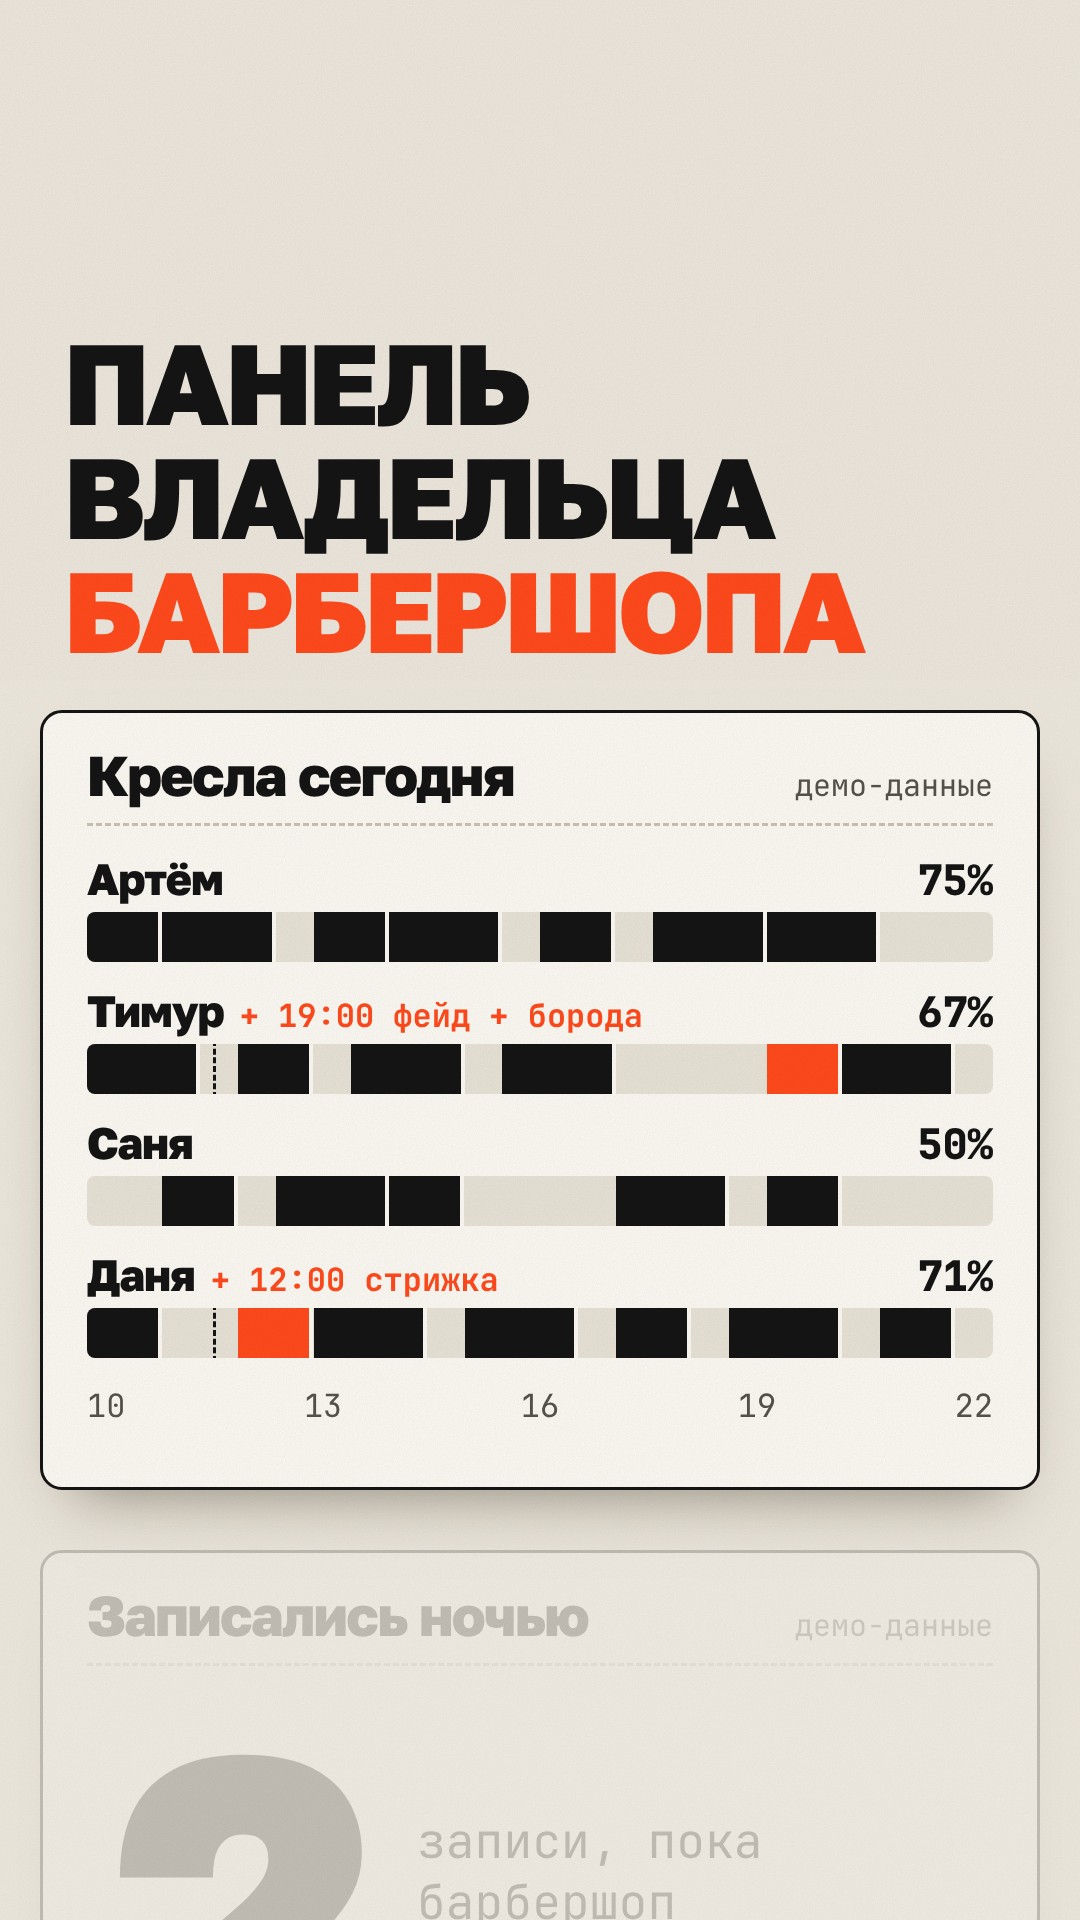 ПАНЕЛЬ
ВЛАДЕЛЬЦА
БАРБЕРШОПА
Кресла сегодня демо-данные
Артём 75%
Тимур + 19:00 фейд + борода 67%
Саня 50%
Даня + 12:00 стрижка 71%
10 13 16 19 22
Записались ночью демо-данные
2 записи, пока
барбершоп